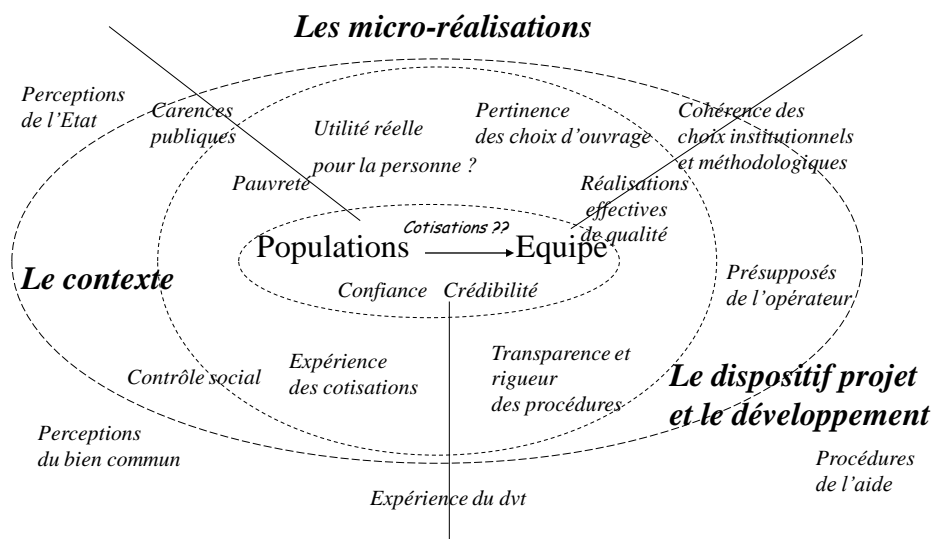 Les micro-réalisations
Perceptions
de l’Etat
Carences
publiques
Utilité réelle
pour la personne ?
Pertinence
des choix d’ouvrage
Cohérence des
choix institutionnels
et méthodologiques
Pauvreté
Réalisations
effectives
de qualité
Cotisations ??
Populations
Equipe
Le contexte
Confiance
Crédibilité
Présupposés
de l’opérateur
Contrôle social
Expérience
des cotisations
Transparence et
rigueur
des procédures
Le dispositif projet
et le développement
Perceptions
du bien commun
Procédures
de l’aide
Expérience du dvt